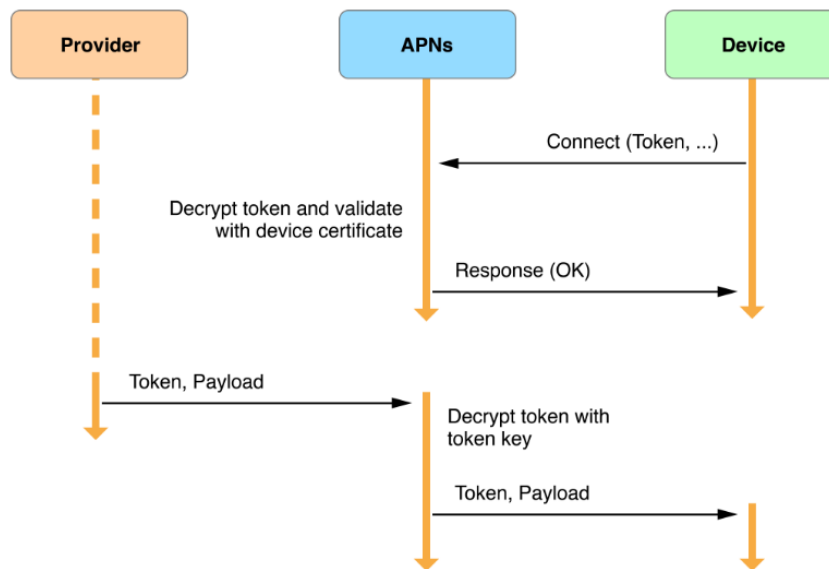 Provider
APNs
Device
Connect (Token, ...)
Decrypt token and validate
with device certificate
Response (OK)
Token, Payload
Decrypt token with
token key
Token, Payload